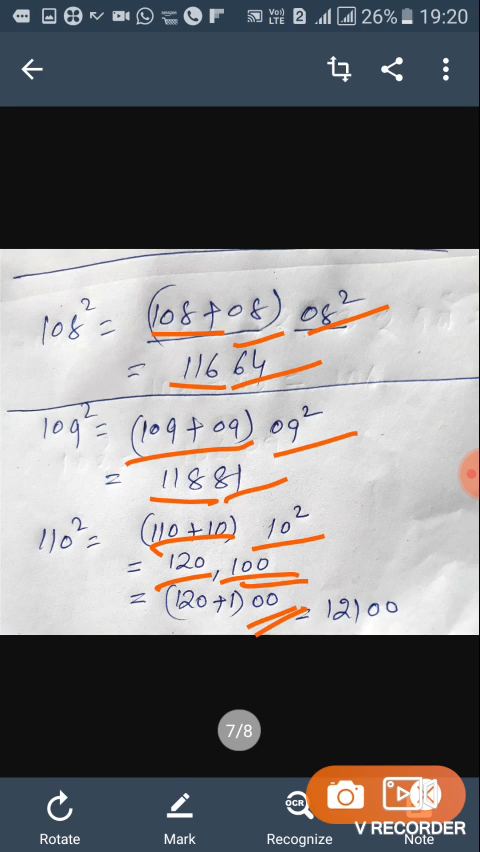 26% 19:20
108² = (108+08) 08²
= 116 64
109² = (109+09) 09²
= 118 81
110² = (110+10) 10²
= 120, 100
= (120+1) 00 = 12100
7/8
Rotate
Mark
OCR
Recognize
Note
V RECORDER